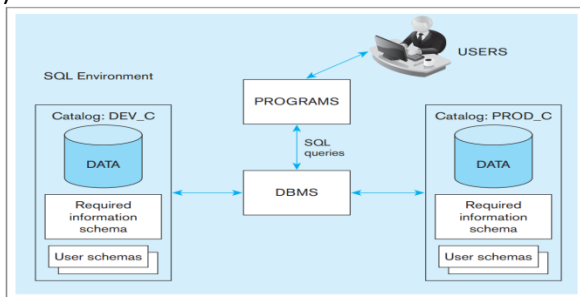 USERS
SQL Environment
PROGRAMS
Catalog: DEV_C
Catalog: PROD_C
SQL
queries
DATA
DATA
DBMS
Required
information
schema
Required
information
schema
User schemas
User schemas